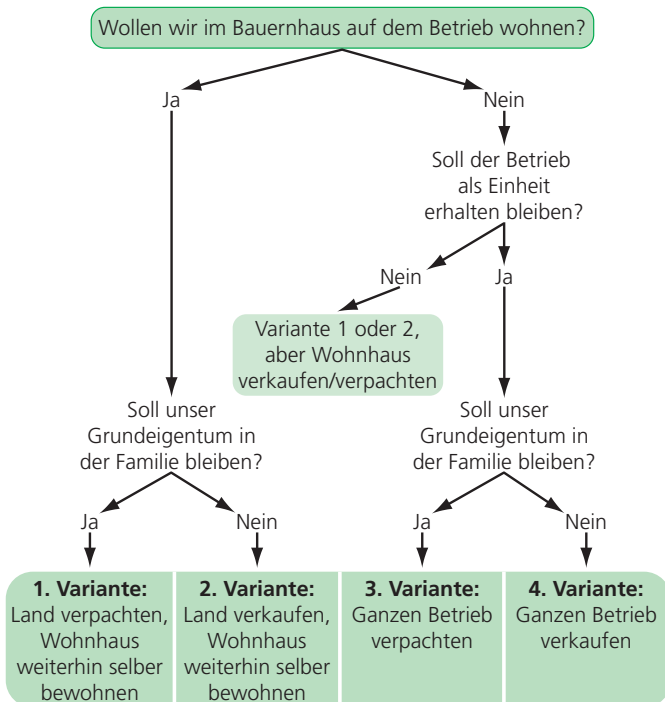 Wollen wir im Bauernhaus auf dem Betrieb wohnen?
Ja
Nein
Soll der Betrieb
als Einheit
erhalten bleiben?
Nein
Ja
Variante 1 oder 2,
aber Wohnhaus
verkaufen/verpachten
Soll unser
Grundeigentum in
der Familie bleiben?
Soll unser
Grundeigentum in
der Familie bleiben?
Ja
Nein
Ja
Nein
1. Variante:
Land verpachten,
Wohnhaus
weiterhin selber
bewohnen
2. Variante:
Land verkaufen,
Wohnhaus
weiterhin selber
bewohnen
3. Variante:
Ganzen Betrieb
verpachten
4. Variante:
Ganzen Betrieb
verkaufen